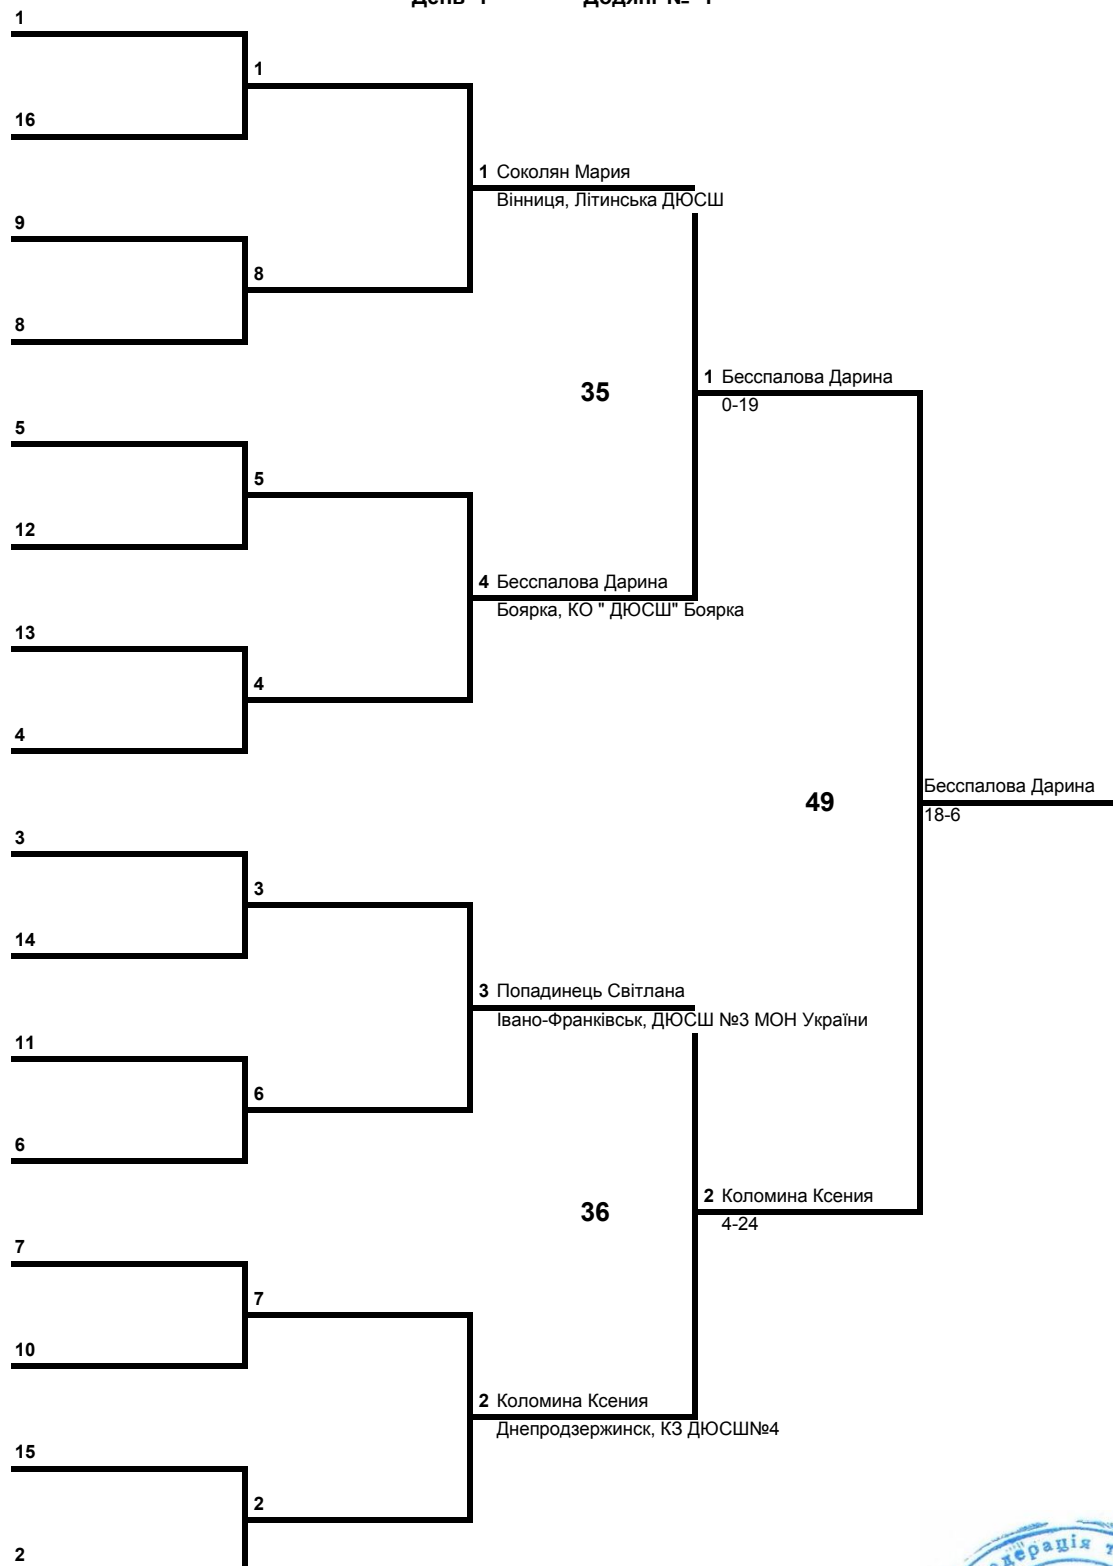 День 1 Додянг № 1
1
1
16
1 Соколян Мария
Вінниця, Літинська ДЮСШ
9
8
8
35
1 Бесспалова Дарина
0-19
5
5
12
4 Бесспалова Дарина
Боярка, КО " ДЮСШ" Боярка
13
4
4
49
Бесспалова Дарина
18-6
3
3
14
3 Попадинець Світлана
Івано-Франківськ, ДЮСШ №3 МОН України
11
6
6
36
2 Коломина Ксения
4-24
7
7
10
2 Коломина Ксения
Днепродзержинск, КЗ ДЮСШ№4
15
2
2